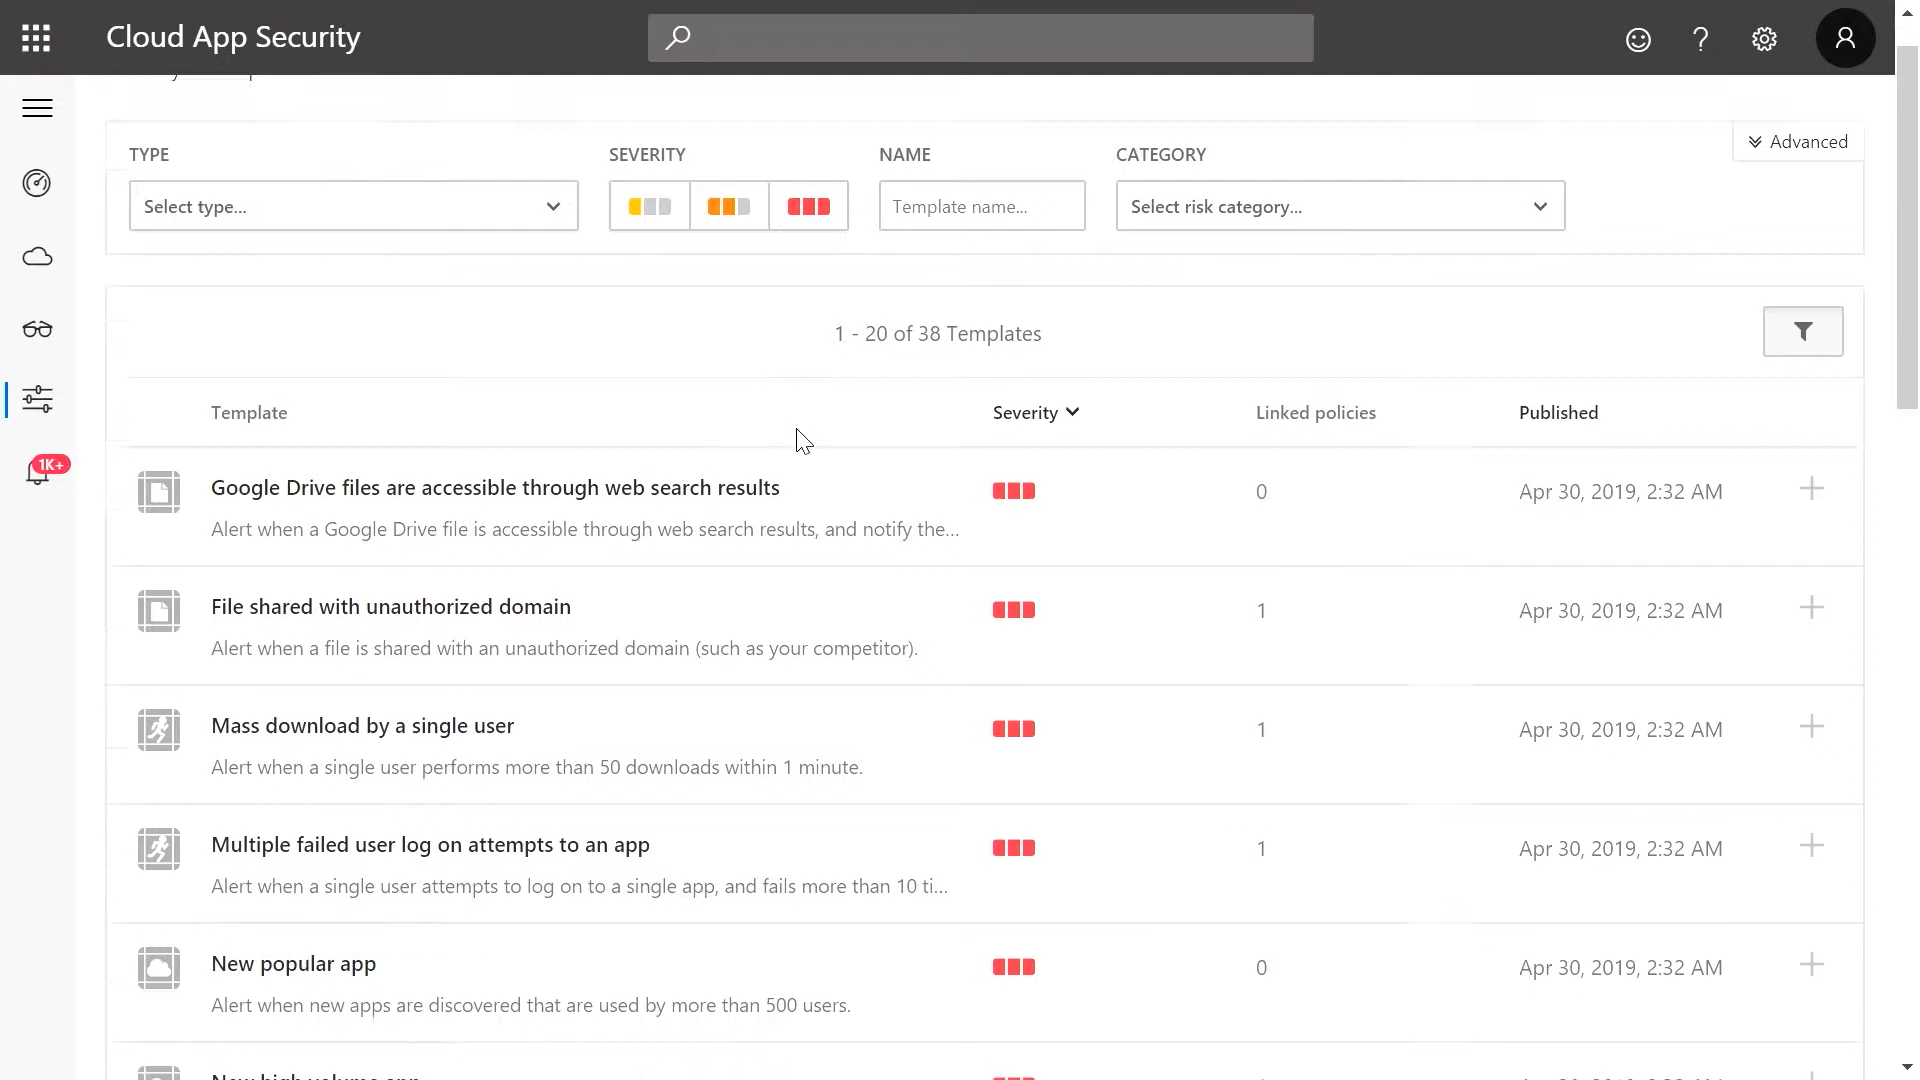 Cloud App Security
Advanced
TYPE SEVERITY NAME CATEGORY
Select type... Template name... Select risk category...
1 - 20 of 38 Templates
Template Severity Linked policies Published
1K+
Google Drive files are accessible through web search results 0 Apr 30, 2019, 2:32 AM
Alert when a Google Drive file is accessible through web search results, and notify the...
File shared with unauthorized domain 1 Apr 30, 2019, 2:32 AM
Alert when a file is shared with an unauthorized domain (such as your competitor).
Mass download by a single user 1 Apr 30, 2019, 2:32 AM
Alert when a single user performs more than 50 downloads within 1 minute.
Multiple failed user log on attempts to an app 1 Apr 30, 2019, 2:32 AM
Alert when a single user attempts to log on to a single app, and fails more than 10 ti...
New popular app 0 Apr 30, 2019, 2:32 AM
Alert when new apps are discovered that are used by more than 500 users.
New high volume app